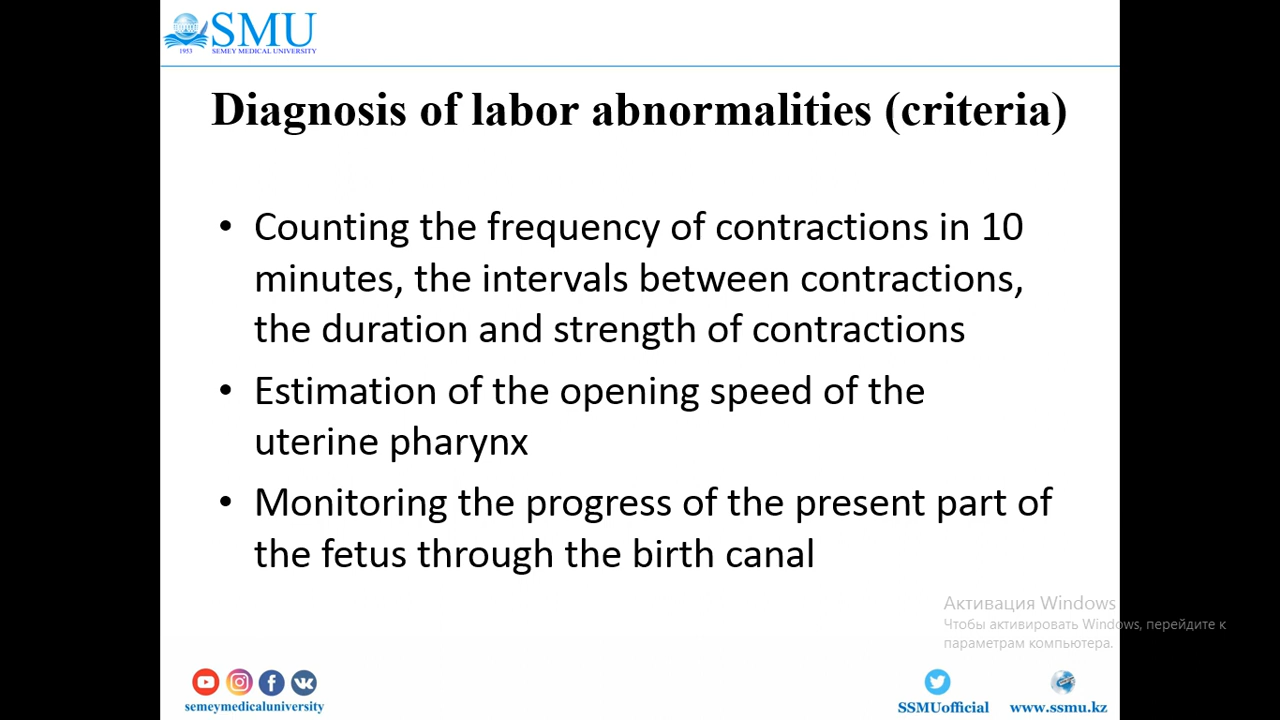 SMU
1953 SEMEY MEDICAL UNIVERSITY
Diagnosis of labor abnormalities (criteria)
• Counting the frequency of contractions in 10
minutes, the intervals between contractions,
the duration and strength of contractions
• Estimation of the opening speed of the
uterine pharynx
• Monitoring the progress of the present part of
the fetus through the birth canal
Активация Windows
Чтобы активировать Windows, перейдите к
параметрам компьютера.
semeymedicaluniversity
SSMUofficial
www.ssmu.kz